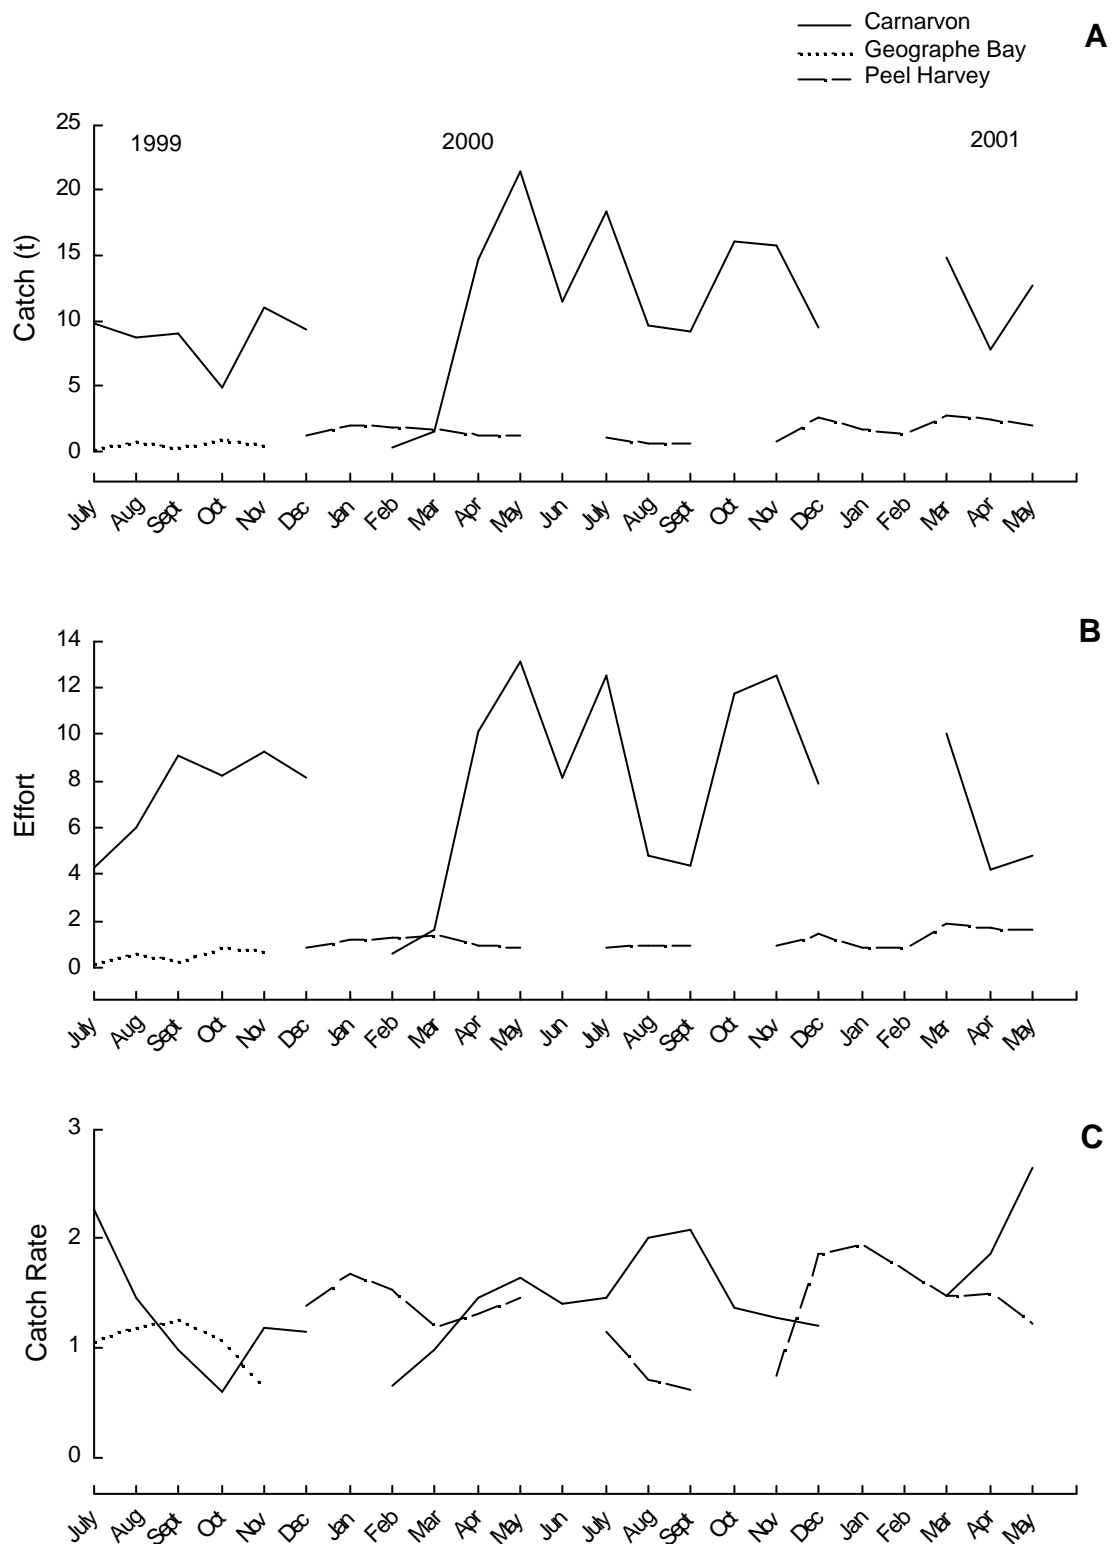 Carnarvon
A
Geographe Bay
Peel Harvey
25
1999
2000
2001
20
15
10
5
0
Catch (t)
July Aug Sept Oct Nov Dec Jan Feb Mar Apr May Jun July Aug Sept Oct Nov Dec Jan Feb Mar Apr May
B
14
12
10
8
6
4
2
0
Effort
July Aug Sept Oct Nov Dec Jan Feb Mar Apr May Jun July Aug Sept Oct Nov Dec Jan Feb Mar Apr May
C
3
2
1
0
Catch Rate
July Aug Sept Oct Nov Dec Jan Feb Mar Apr May Jun July Aug Sept Oct Nov Dec Jan Feb Mar Apr May